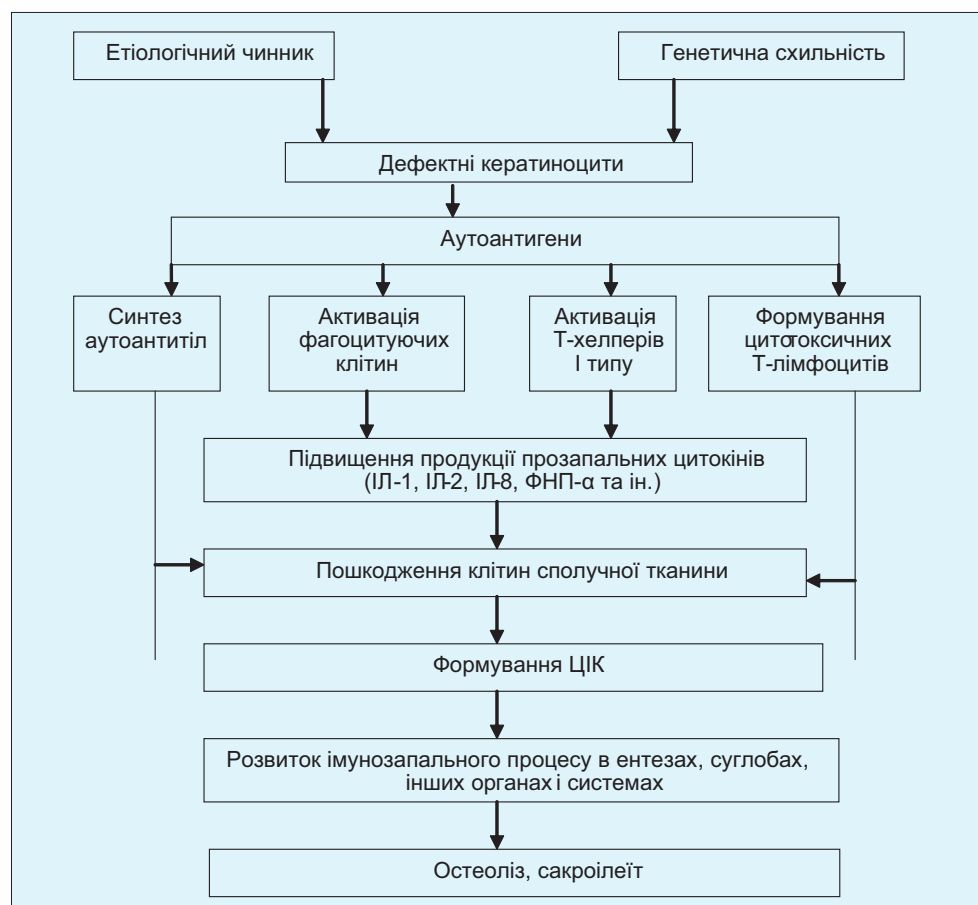 Етіологічний чинник
Генетична схильність
Дефектні кератиноцити
Аутоантигени
Синтез
аутоантитіл
Активація
фагоцитуючих
клітин
Активація
Т-хелперів
І типу
Формування
цитотоксичних
Т-лімфоцитів
Підвищення продукції прозапальних цитокінів
(ІЛ-1, ІЛ-2, ІЛ-8, ФНП-α та ін.)
Пошкодження клітин сполучної тканини
Формування ЦІК
Розвиток імунозапального процесу в ентезах, суглобах,
інших органах і системах
Остеоліз, сакроілеїт